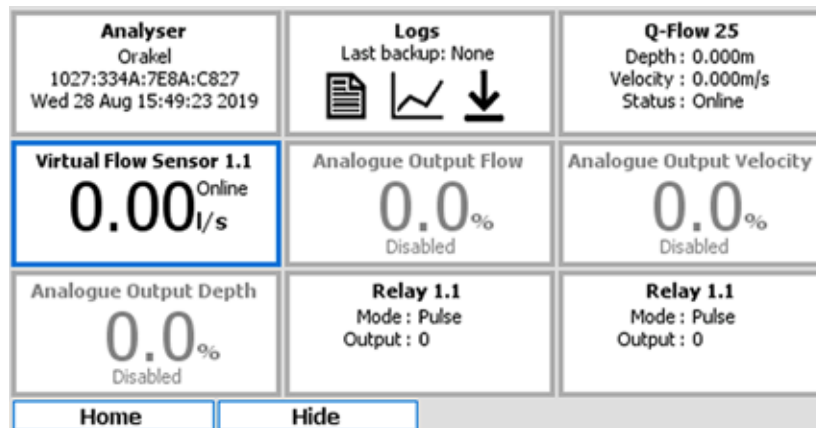 Analyser
Orakel
1027:334A:7E8A:C827
Wed 28 Aug 15:49:23 2019
Logs
Last backup: None
Q-Flow 25
Depth : 0.000m
Velocity : 0.000m/s
Status : Online
Virtual Flow Sensor 1.1
0.00 Online
l/s
Analogue Output Flow
0.0%
Disabled
Analogue Output Velocity
0.0%
Disabled
Analogue Output Depth
0.0%
Disabled
Relay 1.1
Mode : Pulse
Output : 0
Relay 1.1
Mode : Pulse
Output : 0
Home
Hide